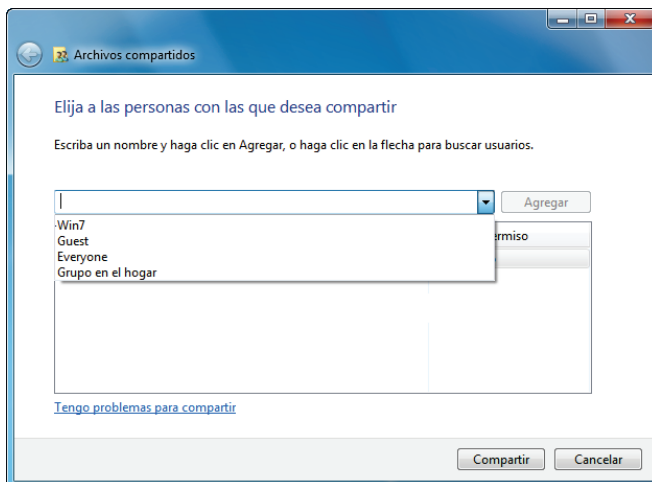 Archivos compartidos
Elija a las personas con las que desea compartir
Escriba un nombre y haga clic en Agregar, o haga clic en la flecha para buscar usuarios.
Agregar
Win7
Guest
Everyone
Grupo en el hogar
ermiso
Tengo problemas para compartir
Compartir
Cancelar